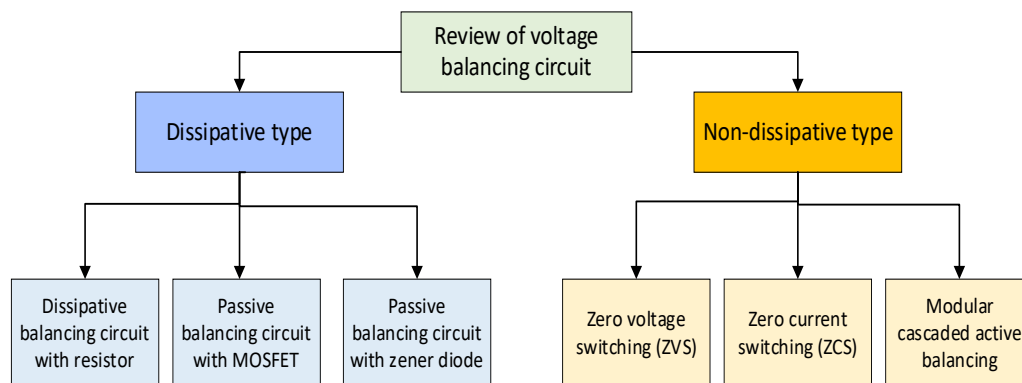 Review of voltage
balancing circuit
Dissipative type
Non-dissipative type
Dissipative
balancing circuit
with resistor
Passive
balancing circuit
with MOSFET
Passive
balancing circuit
with zener diode
Zero voltage
switching (ZVS)
Zero current
switching (ZCS)
Modular
cascaded active
balancing